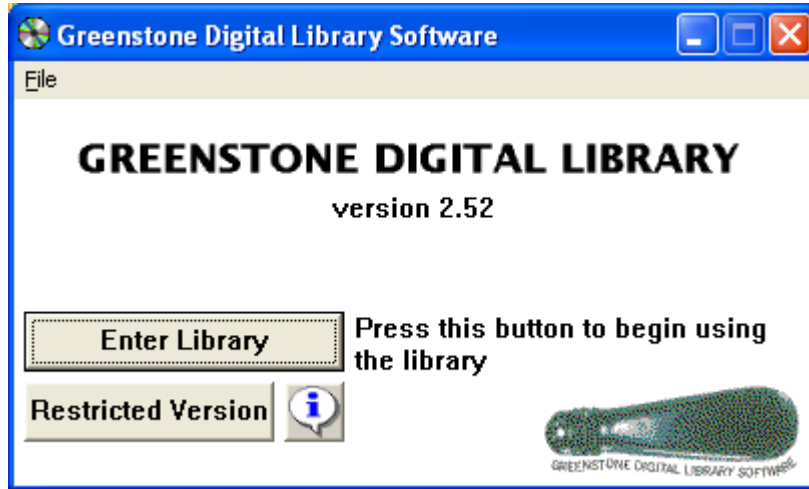 Greenstone Digital Library Software
File
GREENSTONE DIGITAL LIBRARY
version 2.52
Enter Library
Press this button to begin using
the library
Restricted Version
i
GREENSTONE DIGITAL LIBRARY SOFTWARE